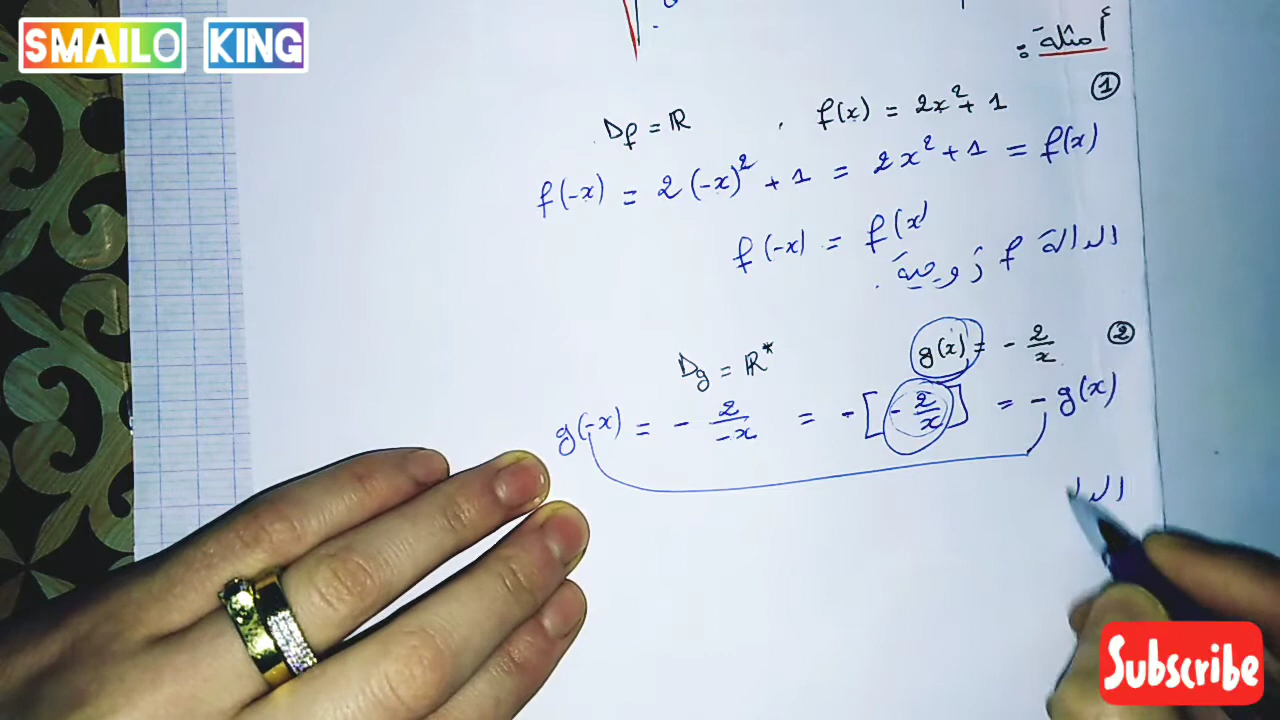 SMAILO KING
أمثلة :
① f(x) = 2x² + 1 , Df = ℝ
f(-x) = 2(-x)² + 1 = 2x² + 1 = f(x)
f(-x) = f(x)
الدالة f زوجية .
② g(x) = - 2/x Dg = ℝ*
g(-x) = - 2/-x = -[- 2/x] = - g(x)
الدا
Subscribe